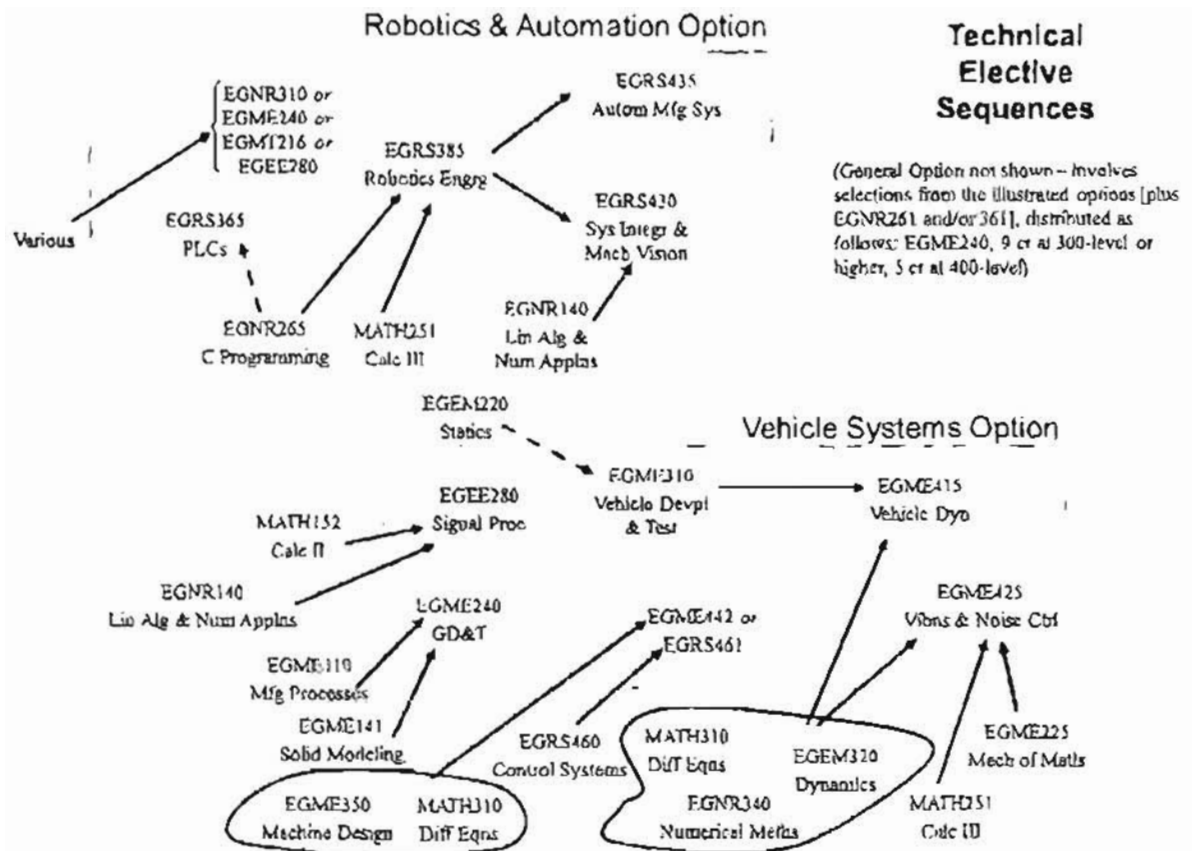 Robotics & Automation Option
Technical
Elective
Sequences
(General Option not shown – involves
selections from the illustrated options [plus
EGNR261 and/or 361], distributed as
follows: EGME240, 9 cr at 300-level or
higher, 5 cr at 400-level)
EGNR310 or
EGME240 or
EGMT216 or
EGEE280
EGRS435
Autom Mfg Sys
EGRS385
Robotics Engrg
EGRS430
Sys Integr &
Mach Vision
Various
EGRS365
PLCs
EGNR265
C Programming
MATH251
Calc III
EGNR140
Lin Alg &
Num Applns
Vehicle Systems Option
EGEM220
Statics
EGME310
Vehicle Devpt
& Test
EGME415
Vehicle Dyn
EGEE280
Signal Proc
MATH152
Calc II
EGNR140
Lin Alg & Num Applns
EGME240
GD&T
EGME442 or
EGRS461
EGME425
Vibns & Noise Ctrl
EGME110
Mfg Processes
EGME141
Solid Modeling
EGRS460
Control Systems
MATH310
Diff Eqns
EGEM320
Dynamics
EGME225
Mech of Matls
EGME350
Machine Design
MATH310
Diff Eqns
EGNR340
Numerical Meths
MATH251
Calc III